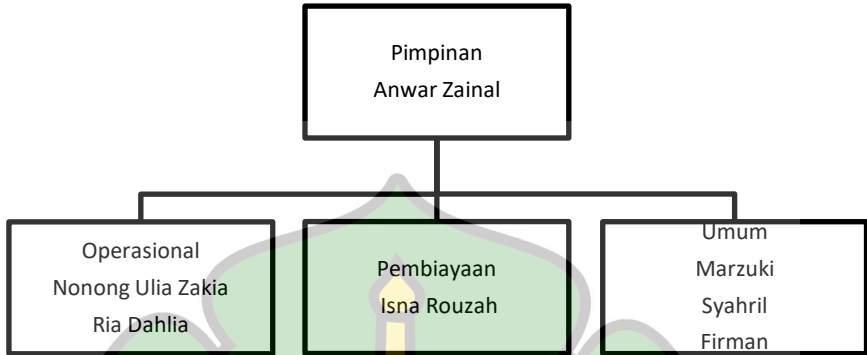 Pimpinan
Anwar Zainal
Operasional
Nonong Ulia Zakia
Ria Dahlia
Pembiayaan
Isna Rouzah
Umum
Marzuki
Syahril
Firman